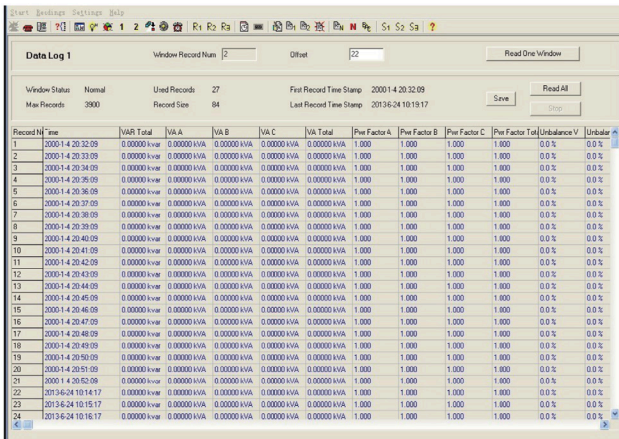 Start Readings Settings Help
1 2 R1 R2 R3 N S1 S2 S3 ?
Data Log 1 Window Record Num 2 Offset 22 Read One Window
Window Status Normal Used Records 27 First Record Time Stamp 2000 1-4 20:32:09 Save Read All
Max Records 3900 Record Size 84 Last Record Time Stamp 2013 6-24 10:19:17 Stop
Time VAR Total VA A VA B VA C VA Total Pwr Factor A Pwr Factor B Pwr Factor C Pwr Factor Tot Unbalance V Unbalan
1 2000-1-4 20:32:09 0.00000 kvar 0.00000 kVA 0.00000 kVA 0.00000 kVA 0.00000 kVA 1.000 1.000 1.000 1.000 0.0 % 0.0 %
2 2000-1-4 20:33:09 0.00000 kvar 0.00000 kVA 0.00000 kVA 0.00000 kVA 0.00000 kVA 1.000 1.000 1.000 1.000 0.0 % 0.0 %
3 2000-1-4 20:34:09 0.00000 kvar 0.00000 kVA 0.00000 kVA 0.00000 kVA 0.00000 kVA 1.000 1.000 1.000 1.000 0.0 % 0.0 %
4 2000-1-4 20:35:09 0.00000 kvar 0.00000 kVA 0.00000 kVA 0.00000 kVA 0.00000 kVA 1.000 1.000 1.000 1.000 0.0 % 0.0 %
5 2000-1-4 20:36:09 0.00000 kvar 0.00000 kVA 0.00000 kVA 0.00000 kVA 0.00000 kVA 1.000 1.000 1.000 1.000 0.0 % 0.0 %
6 2000-1-4 20:37:09 0.00000 kvar 0.00000 kVA 0.00000 kVA 0.00000 kVA 0.00000 kVA 1.000 1.000 1.000 1.000 0.0 % 0.0 %
7 2000-1-4 20:38:09 0.00000 kvar 0.00000 kVA 0.00000 kVA 0.00000 kVA 0.00000 kVA 1.000 1.000 1.000 1.000 0.0 % 0.0 %
8 2000-1-4 20:39:09 0.00000 kvar 0.00000 kVA 0.00000 kVA 0.00000 kVA 0.00000 kVA 1.000 1.000 1.000 1.000 0.0 % 0.0 %
9 2000-1-4 20:40:09 0.00000 kvar 0.00000 kVA 0.00000 kVA 0.00000 kVA 0.00000 kVA 1.000 1.000 1.000 1.000 0.0 % 0.0 %
10 2000-1-4 20:41:09 0.00000 kvar 0.00000 kVA 0.00000 kVA 0.00000 kVA 0.00000 kVA 1.000 1.000 1.000 1.000 0.0 % 0.0 %
11 2000-1-4 20:42:09 0.00000 kvar 0.00000 kVA 0.00000 kVA 0.00000 kVA 0.00000 kVA 1.000 1.000 1.000 1.000 0.0 % 0.0 %
12 2000-1-4 20:43:09 0.00000 kvar 0.00000 kVA 0.00000 kVA 0.00000 kVA 0.00000 kVA 1.000 1.000 1.000 1.000 0.0 % 0.0 %
13 2000-1-4 20:44:09 0.00000 kvar 0.00000 kVA 0.00000 kVA 0.00000 kVA 0.00000 kVA 1.000 1.000 1.000 1.000 0.0 % 0.0 %
14 2000-1-4 20:45:09 0.00000 kvar 0.00000 kVA 0.00000 kVA 0.00000 kVA 0.00000 kVA 1.000 1.000 1.000 1.000 0.0 % 0.0 %
15 2000-1-4 20:46:09 0.00000 kvar 0.00000 kVA 0.00000 kVA 0.00000 kVA 0.00000 kVA 1.000 1.000 1.000 1.000 0.0 % 0.0 %
16 2000-1-4 20:47:09 0.00000 kvar 0.00000 kVA 0.00000 kVA 0.00000 kVA 0.00000 kVA 1.000 1.000 1.000 1.000 0.0 % 0.0 %
17 2000-1-4 20:48:09 0.00000 kvar 0.00000 kVA 0.00000 kVA 0.00000 kVA 0.00000 kVA 1.000 1.000 1.000 1.000 0.0 % 0.0 %
18 2000-1-4 20:49:09 0.00000 kvar 0.00000 kVA 0.00000 kVA 0.00000 kVA 0.00000 kVA 1.000 1.000 1.000 1.000 0.0 % 0.0 %
19 2000-1-4 20:50:09 0.00000 kvar 0.00000 kVA 0.00000 kVA 0.00000 kVA 0.00000 kVA 1.000 1.000 1.000 1.000 0.0 % 0.0 %
20 2000-1-4 20:51:09 0.00000 kvar 0.00000 kVA 0.00000 kVA 0.00000 kVA 0.00000 kVA 1.000 1.000 1.000 1.000 0.0 % 0.0 %
21 2000 1 4 20:52:09 0.00000 kvar 0.00000 kVA 0.00000 kVA 0.00000 kVA 0.00000 kVA 1.000 1.000 1.000 1.000 0.0 % 0.0 %
22 2013-6-24 10:14:17 0.00000 kvar 0.00000 kVA 0.00000 kVA 0.00000 kVA 0.00000 kVA 1.000 1.000 1.000 1.000 0.0 % 0.0 %
23 2013-6-24 10:15:17 0.00000 kvar 0.00000 kVA 0.00000 kVA 0.00000 kVA 0.00000 kVA 1.000 1.000 1.000 1.000 0.0 % 0.0 %
24 2013-6-24 10:16:17 0.00000 kvar 0.00000 kVA 0.00000 kVA 0.00000 kVA 0.00000 kVA 1.000 1.000 1.000 1.000 0.0 % 0.0 %